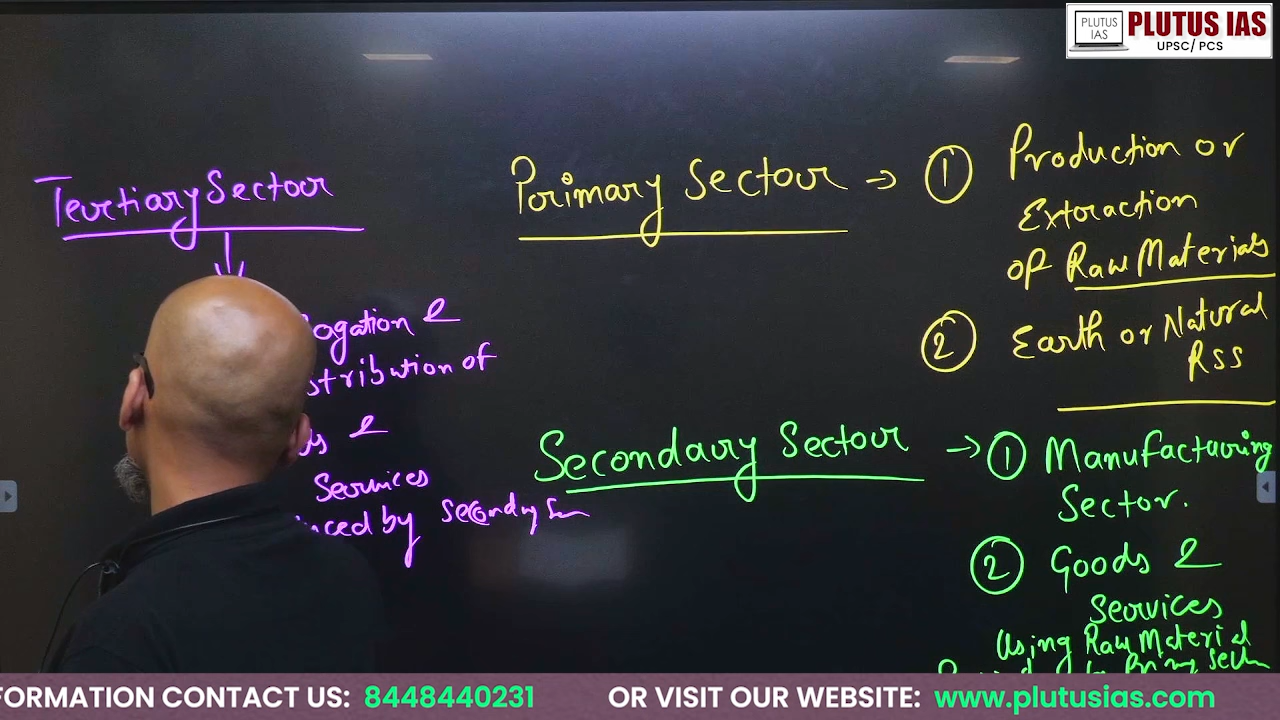 PLUTUS IAS
PLUTUS IAS
UPSC/ PCS
Tertiary Sector
ogation &
stribution of
&
Services
uced by Secondary
Primary Sector → ① Production or
Extraction
of Raw Materials
② Earth or Natural
RSS
Secondary Sector → ① Manufacturing
Sector.
② Goods &
Services
Using Raw Material
FORMATION CONTACT US: 8448440231 OR VISIT OUR WEBSITE: www.plutusias.com